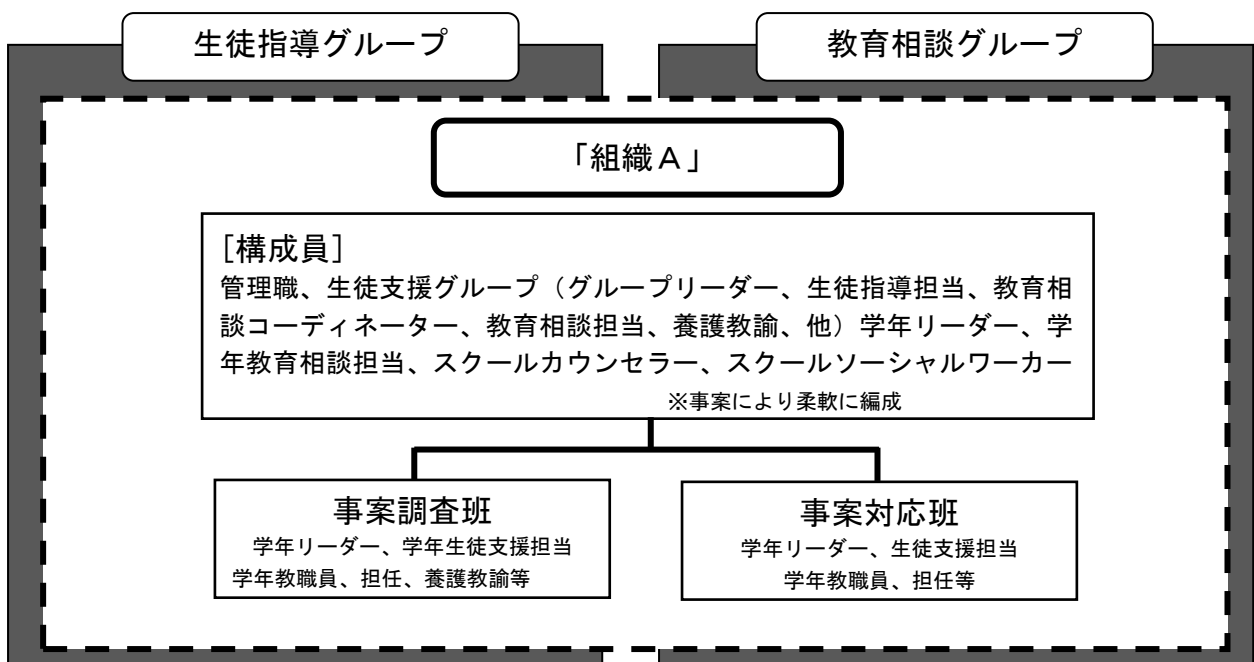 生徒指導グループ
教育相談グループ
「組織A」
[構成員]
管理職、生徒支援グループ（グループリーダー、生徒指導担当、教育相
談コーディネーター、教育相談担当、養護教諭、他）学年リーダー、学
年教育相談担当、スクールカウンセラー、スクールソーシャルワーカー
※事案により柔軟に編成
事案調査班
学年リーダー、学年生徒支援担当
学年教職員、担任、養護教諭等
事案対応班
学年リーダー、生徒支援担当
学年教職員、担任等